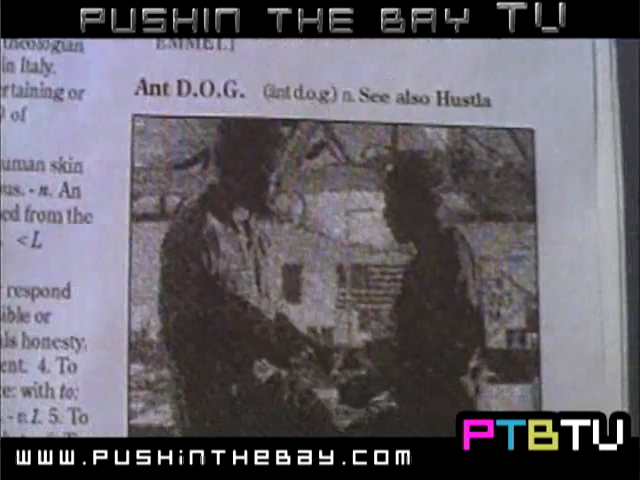 PUSHIN THE BAY TV
theologian
in Italy.
rtaining or
of
uman skin
us. - n. An
ed from the
<L
respond
ible or
ls honesty.
ent. 4. To
e: with to:
- n. 1. 5. To
EMMEL]
Ant D.O.G. (ant d.o.g) n. See also Hustla
PTBTV
www.pushinthebay.com